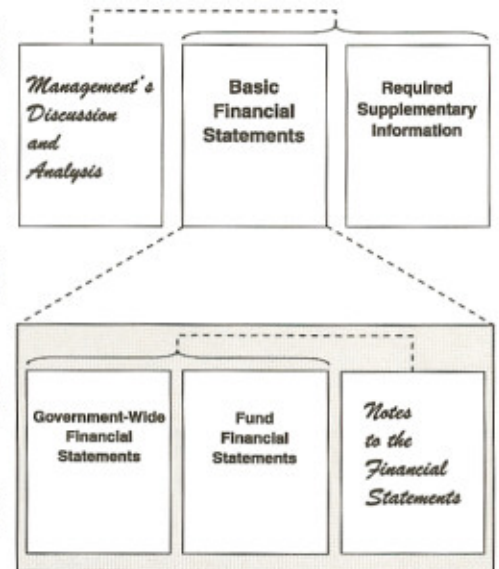 Management's
Discussion
and
Analysis
Basic
Financial
Statements
Required
Supplementary
Information
Government-Wide
Financial
Statements
Fund
Financial
Statements
Notes
to the
Financial
Statements